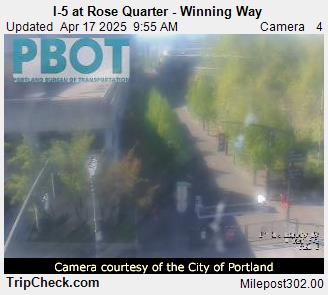 I-5 at Rose Quarter - Winning Way
Updated Apr 17 2025 9:55 AM Camera 4
PBOT
PORTLAND BUREAU OF TRANSPORTATION
Camera courtesy of the City of Portland
TripCheck.com Milepost302.00